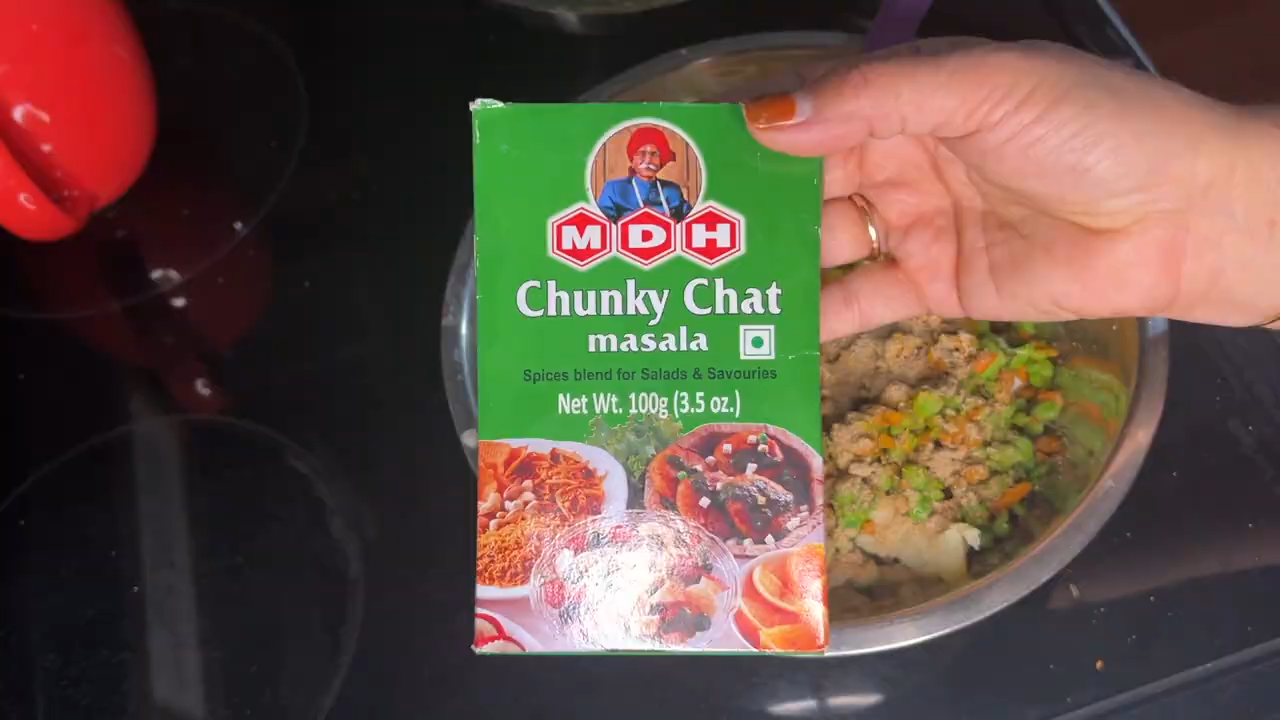 MDH
Chunky Chat
masala
Spices blend for Salads & Savouries
Net Wt. 100g (3.5 oz.)